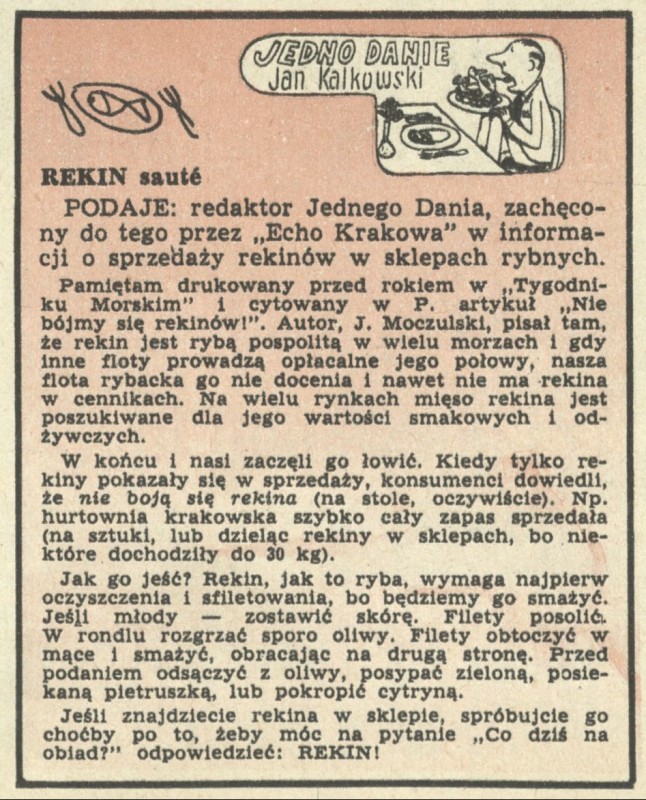 JEDNO DANIE
Jan Kalkowski
REKIN sauté
PODAJE: redaktor Jednego Dania, zachęco-
ny do tego przez „Echo Krakowa" w informa-
cji o sprzedaży rekinów w sklepach rybnych.
Pamiętam drukowany przed rokiem w „Tygodni-
ku Morskim" i cytowany w P. artykuł „Nie
bójmy się rekinów!". Autor, J. Moczulski, pisał tam,
że rekin jest rybą pospolitą w wielu morzach i gdy
inne floty prowadzą opłacalne jego połowy, nasza
flota rybacka go nie docenia i nawet nie ma rekina
w cennikach. Na wielu rynkach mięso rekina jest
poszukiwane dla jego wartości smakowych i od-
żywczych.
W końcu i nasi zaczęli go łowić. Kiedy tylko re-
kiny pokazały się w sprzedaży, konsumenci dowiedli,
że nie boją się rekina (na stole, oczywiście). Np.
hurtownia krakowska szybko cały zapas sprzedała
(na sztuki, lub dzieląc rekiny w sklepach, bo nie-
które dochodziły do 30 kg).
Jak go jeść? Rekin, jak to ryba, wymaga najpierw
oczyszczenia i sfiletowania, bo będziemy go smażyć.
Jeśli młody — zostawić skórę. Filety posolić.
W rondlu rozgrzać sporo oliwy. Filety obtoczyć w
mące i smażyć, obracając na drugą stronę. Przed
podaniem odsączyć z oliwy, posypać zieloną, posie-
kaną pietruszką, lub pokropić cytryną.
Jeśli znajdziecie rekina w sklepie, spróbujcie go
choćby po to, żeby móc na pytanie „Co dziś na
obiad?" odpowiedzieć: REKIN!